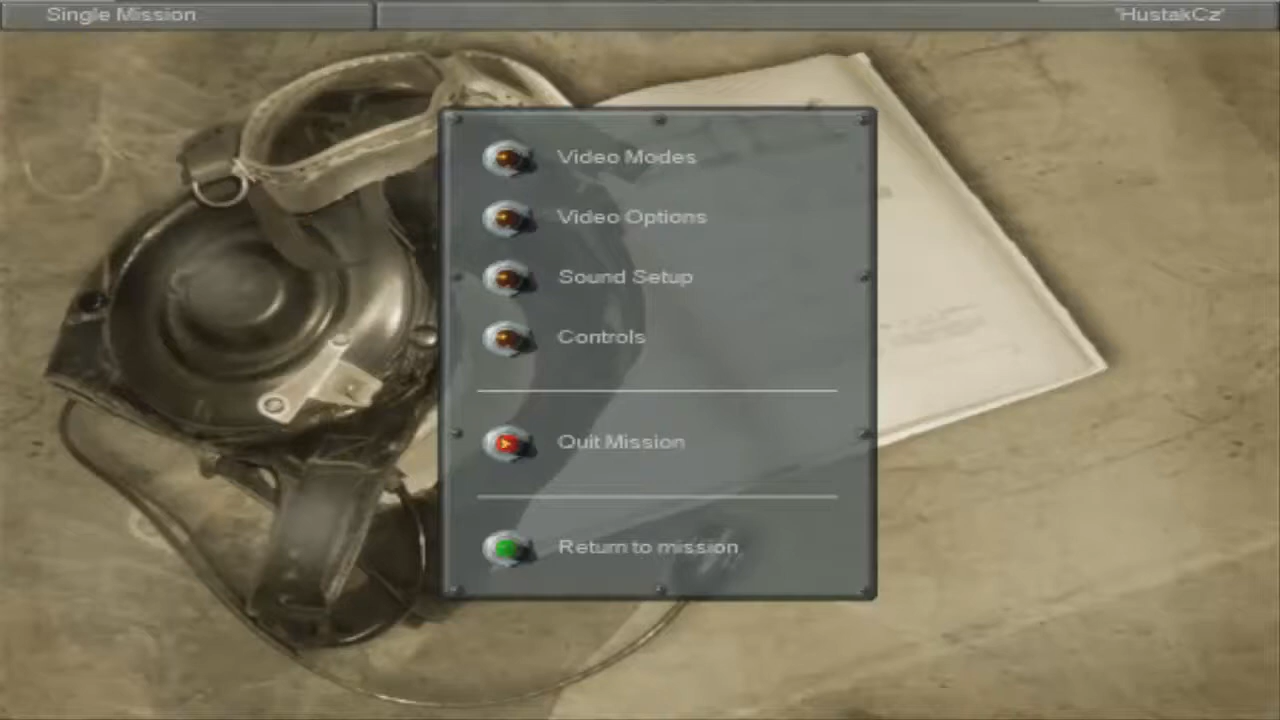 Single Mission
'HustakCz'
Video Modes
Video Options
Sound Setup
Controls
Quit Mission
Return to mission